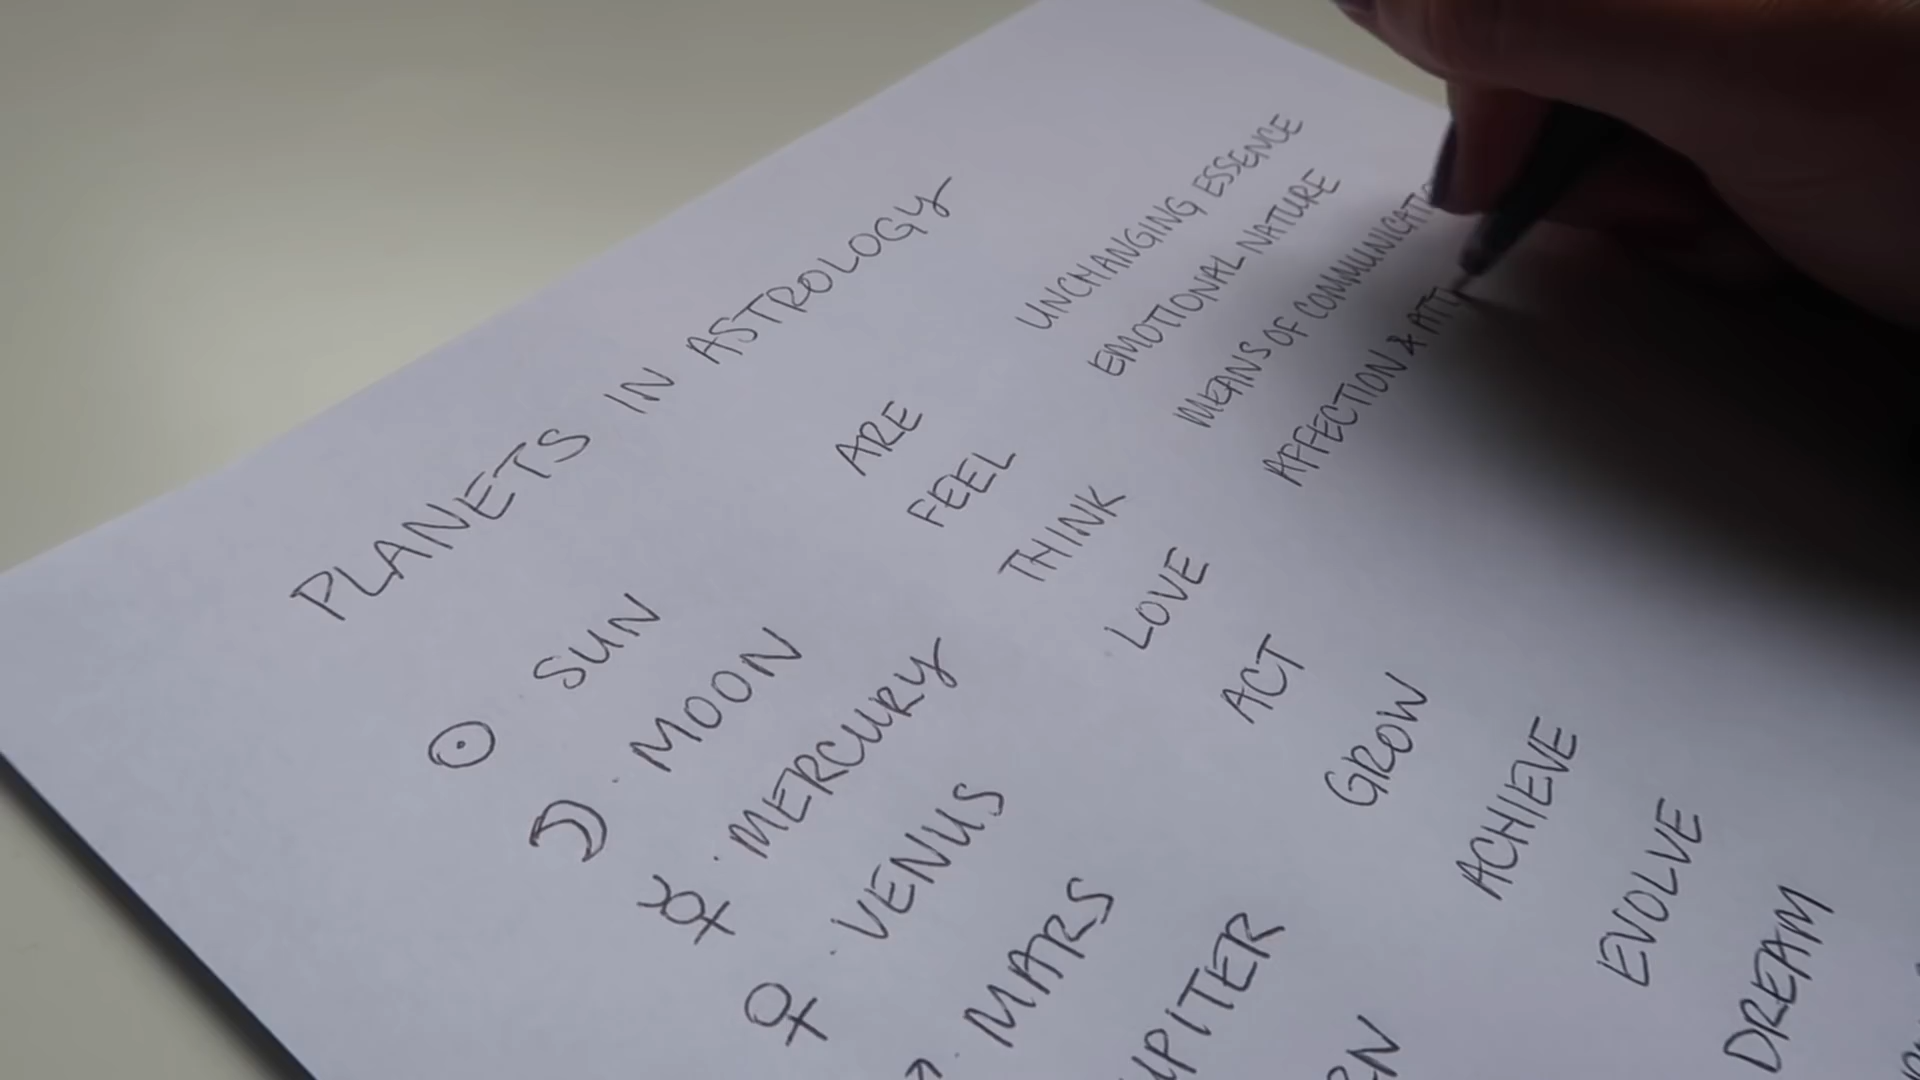 PLANETS IN ASTROLOGY
SUN ARE UNCHANGING ESSENCE
MOON FEEL EMOTIONAL NATURE
MERCURY THINK MEANS OF
VENUS LOVE AFFECTION &
MARS ACT
GROW
ACHIEVE
EVOLVE
DREAM